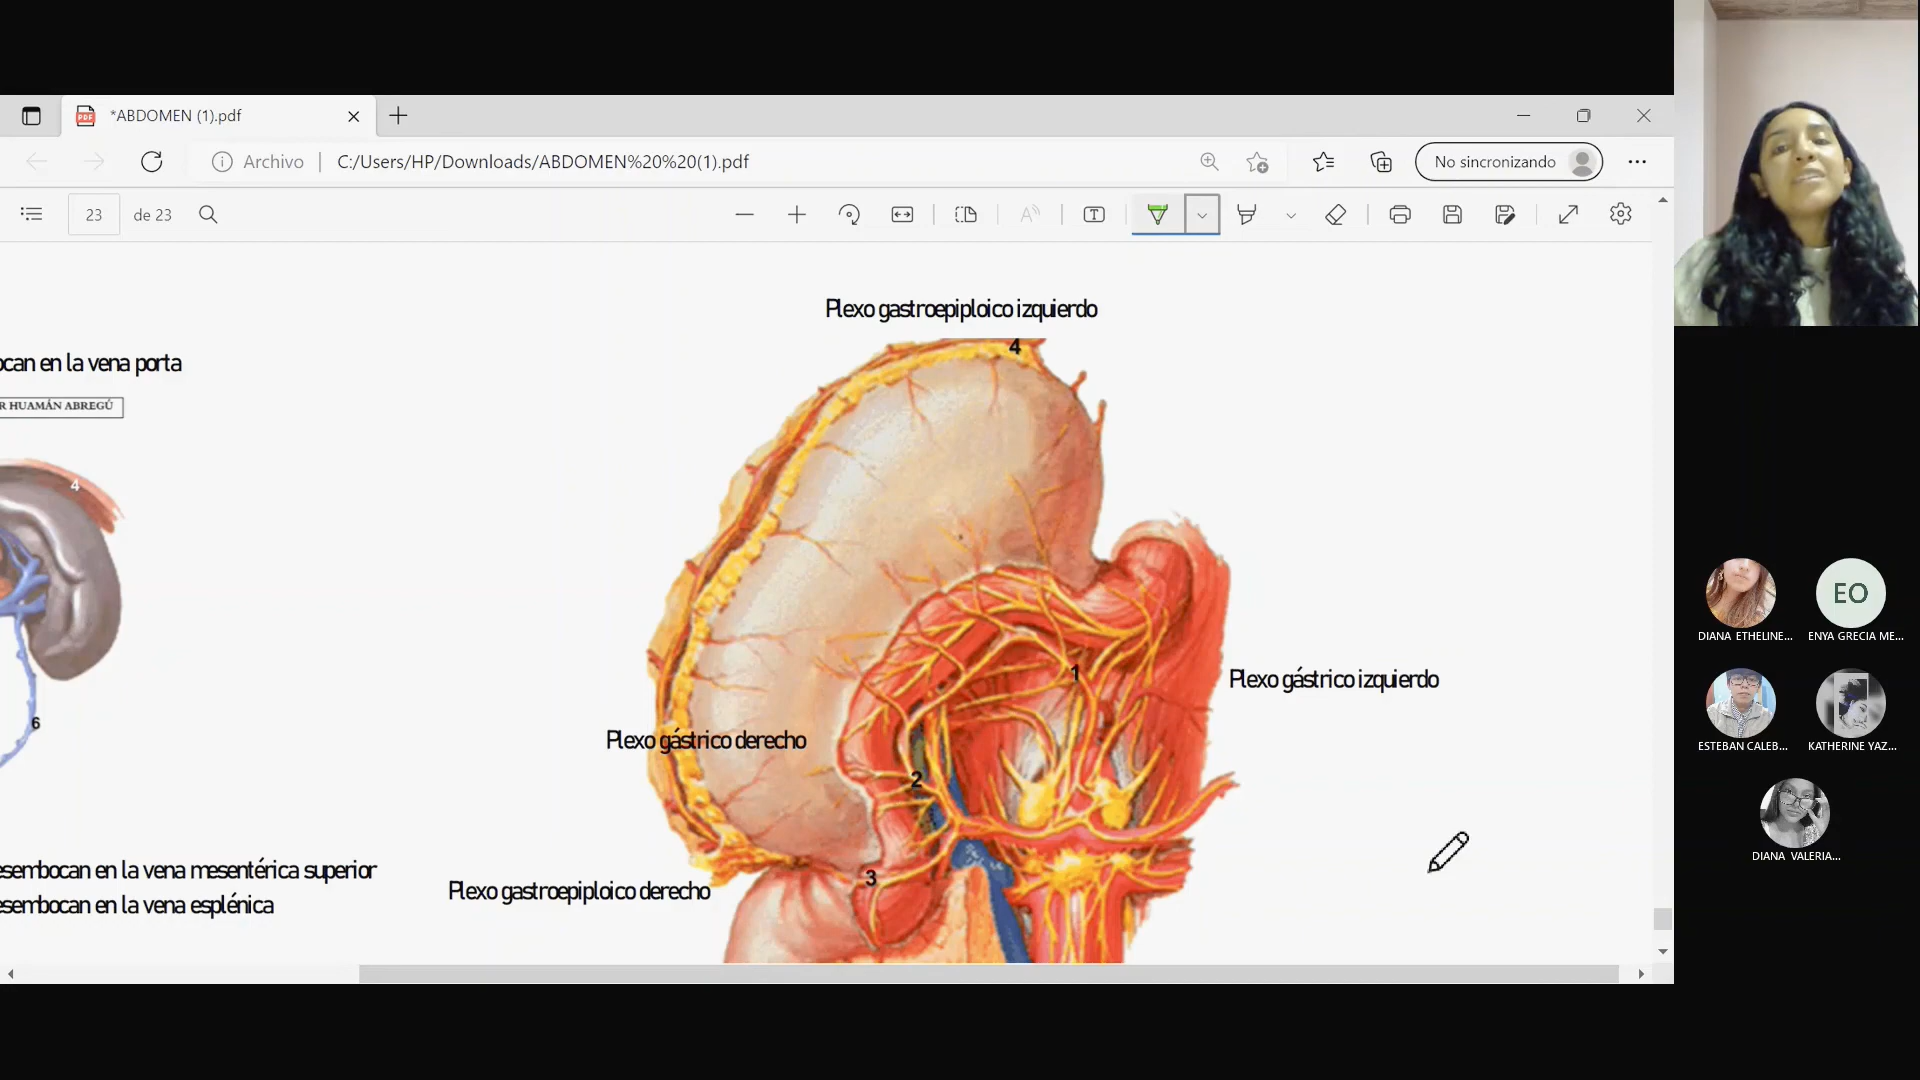 *ABDOMEN (1).pdf
Archivo
C:/Users/HP/Downloads/ABDOMEN%20%20(1).pdf
No sincronizando
23
de 23
Plexo gastroepiploico izquierdo
4
ocan en la vena porta
R HUAMÁN ABREGÚ
4
1
Plexo gástrico izquierdo
6
Plexo gástrico derecho
2
esembocan en la vena mesentérica superior
esembocan en la vena esplénica
Plexo gastroepiploico derecho
3
EO
DIANA ETHELINE...
ENYA GRECIA ME...
ESTEBAN CALEB...
KATHERINE YAZ...
DIANA VALERIA...